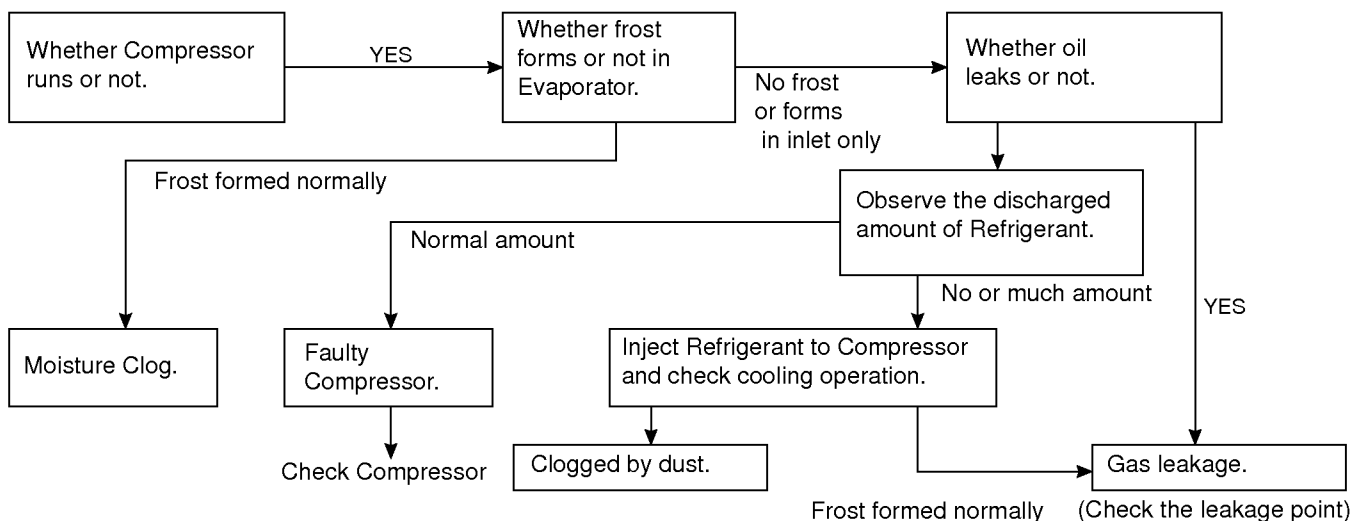 Whether Compressor
runs or not.
YES
Whether frost
forms or not in
Evaporator.
No frost
or forms
in inlet only
Whether oil
leaks or not.
Frost formed normally
Observe the discharged
amount of Refrigerant.
Normal amount
No or much amount
YES
Moisture Clog.
Faulty
Compressor.
Inject Refrigerant to Compressor
and check cooling operation.
Check Compressor
Clogged by dust.
Gas leakage.
Frost formed normally
(Check the leakage point)